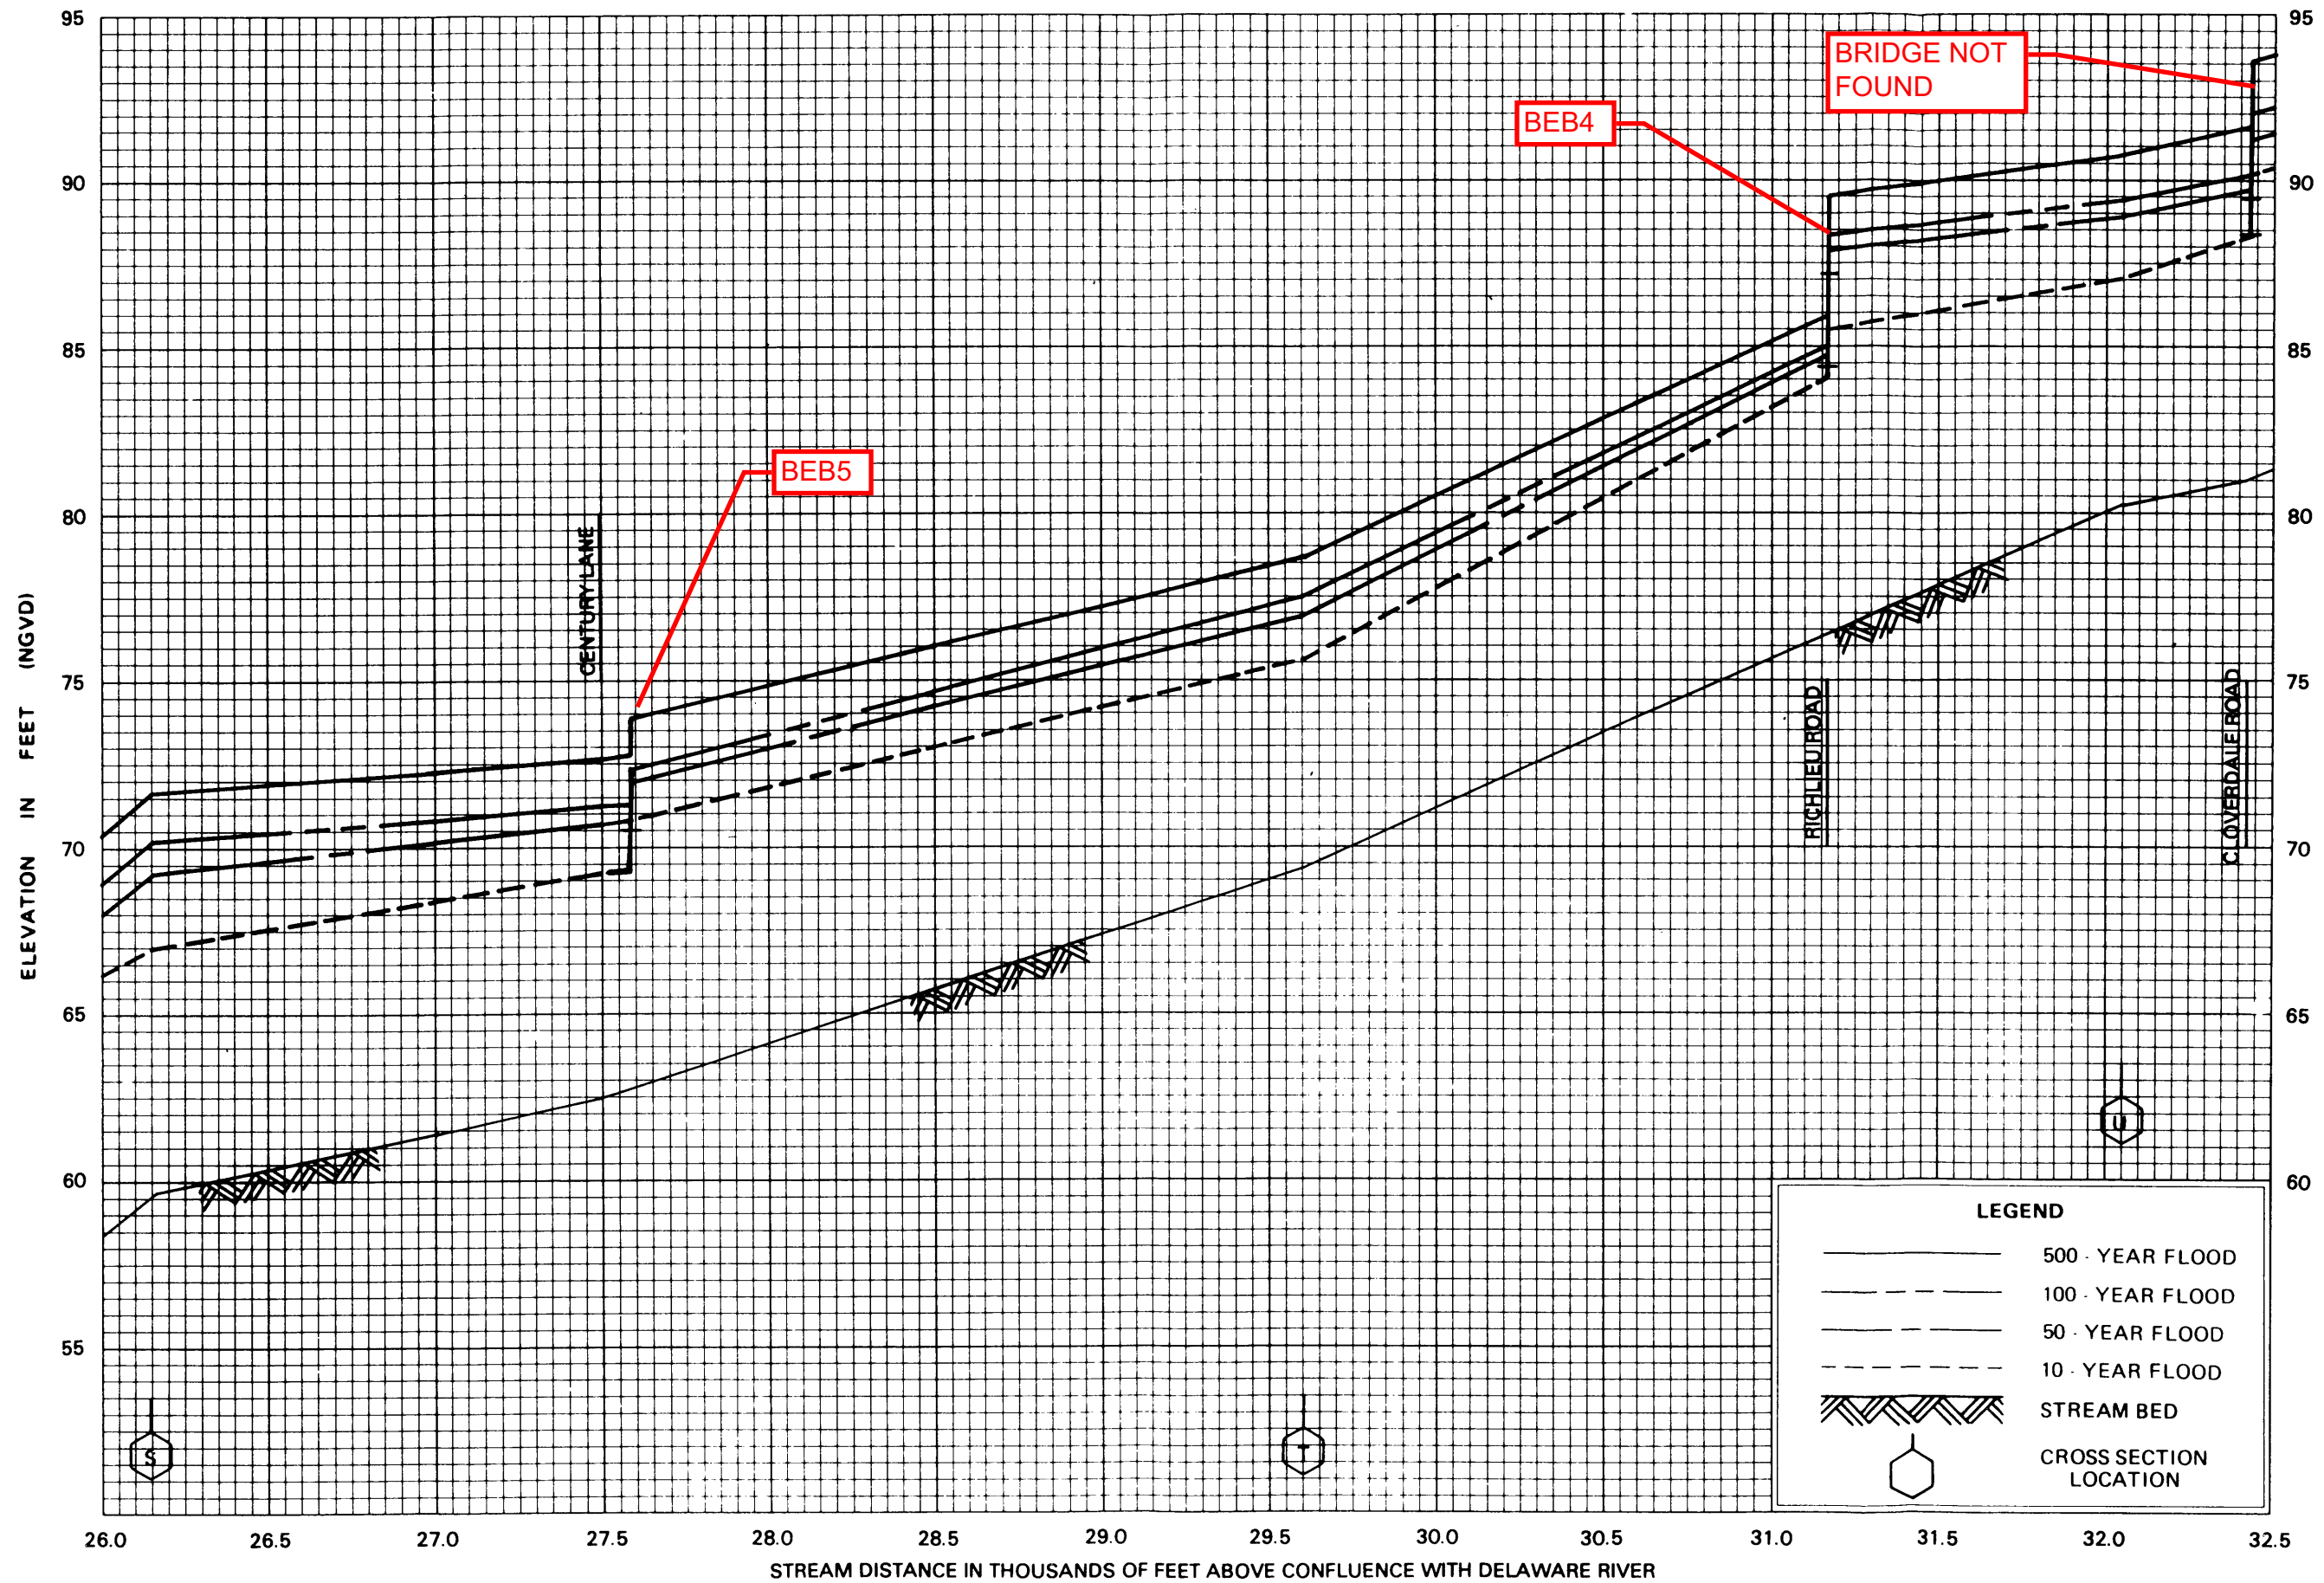 95
95
BRIDGE NOT
FOUND
BEB4
90
90
85
85
BEB5
80
80
CENTURY LANE
75
75
RICHLIEU ROAD
CLOVERDALE ROAD
70
70
65
65
60
60
55
ELEVATION IN FEET (NGVD)
S
T
U
LEGEND
500 - YEAR FLOOD
100 - YEAR FLOOD
50 - YEAR FLOOD
10 - YEAR FLOOD
STREAM BED
CROSS SECTION
LOCATION
26.0 26.5 27.0 27.5 28.0 28.5 29.0 29.5 30.0 30.5 31.0 31.5 32.0 32.5
STREAM DISTANCE IN THOUSANDS OF FEET ABOVE CONFLUENCE WITH DELAWARE RIVER